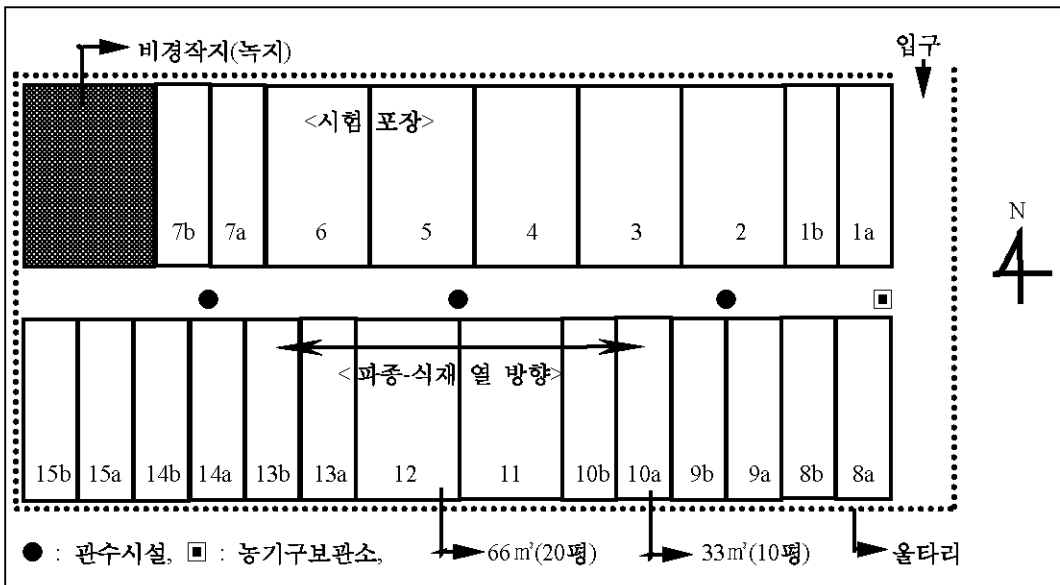 비경작지(녹지)
입구
<시험 포장>
7b 7a 6 5 4 3 2 1b 1a
N
<파종-식재 열 방향>
15b 15a 14b 14a 13b 13a 12 11 10b 10a 9b 9a 8b 8a
● : 관수시설, ▣ : 농기구보관소,
66㎡(20평)
33㎡(10평)
울타리